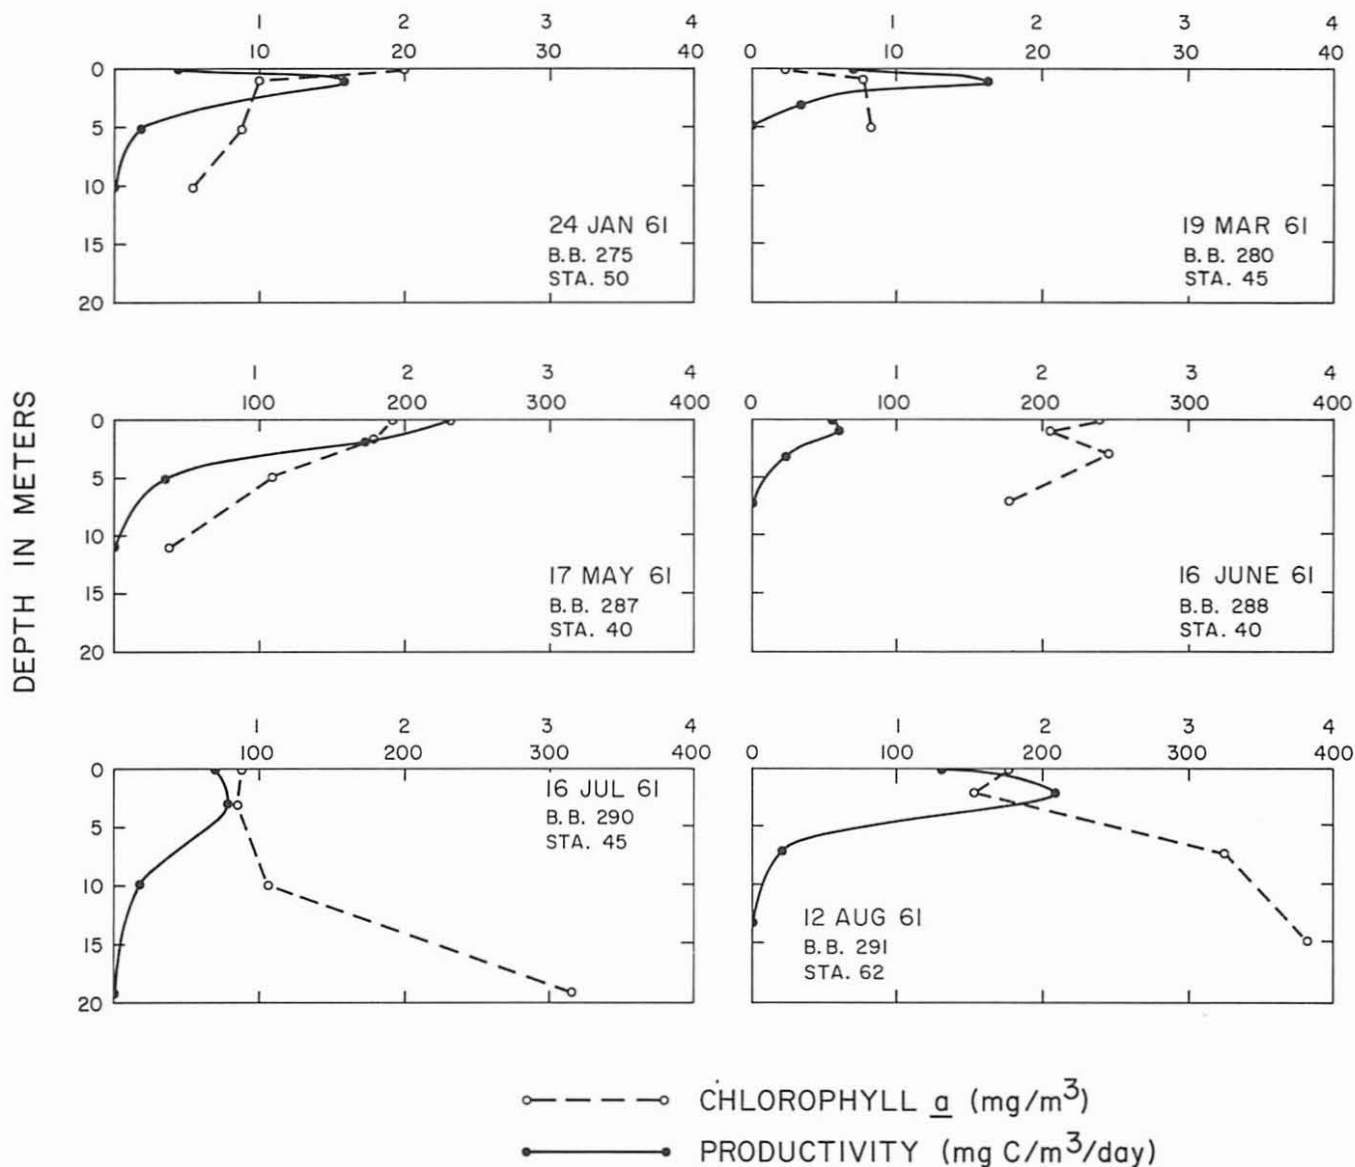 1 2 3 4
10 20 30 40
0
5
10
15
20
24 JAN 61
B.B. 275
STA. 50
1 2 3 4
0 10 20 30 40
19 MAR 61
B.B. 280
STA. 45
DEPTH IN METERS
1 2 3 4
100 200 300 400
0
5
10
15
20
17 MAY 61
B.B. 287
STA. 40
1 2 3 4
0 100 200 300 400
16 JUNE 61
B.B. 288
STA. 40
1 2 3 4
100 200 300 400
0
5
10
15
20
16 JUL 61
B.B. 290
STA. 45
1 2 3 4
0 100 200 300 400
12 AUG 61
B.B. 291
STA. 62
CHLOROPHYLL a (mg/m³)
PRODUCTIVITY (mg C/m³/day)